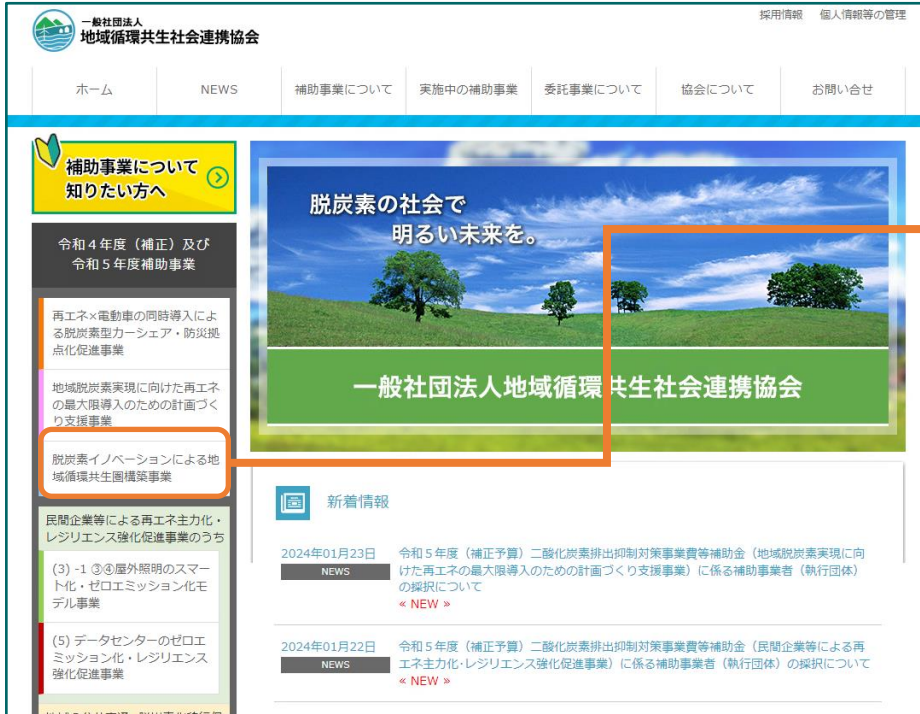 採用情報 個人情報等の管理
一般社団法人
地域循環共生社会連携協会
ホーム NEWS 補助事業について 実施中の補助事業 委託事業について 協会について お問い合せ
補助事業について
知りたい方へ
令和4年度（補正）及び
令和5年度補助事業
再エネ×電動車の同時導入によ
る脱炭素型カーシェア・防災拠
点化促進事業
地域脱炭素実現に向けた再エネ
の最大限導入のための計画づく
り支援事業
脱炭素イノベーションによる地
域循環共生圏構築事業
民間企業等による再エネ主力化・
レジリエンス強化促進事業のうち
(3) -1 ③④屋外照明のスマー
ト化・ゼロエミッション化モ
デル事業
(5) データセンターのゼロエ
ミッション化・レジリエンス
強化促進事業
脱炭素の社会で
明るい未来を。
一般社団法人地域循環共生社会連携協会
新着情報
2024年01月23日 令和５年度（補正予算）二酸化炭素排出抑制対策事業費等補助金（地域脱炭素実現に向
NEWS けた再エネの最大限導入のための計画づくり支援事業）に係る補助事業者（執行団体）
の採択について
« NEW »
2024年01月22日 令和５年度（補正予算）二酸化炭素排出抑制対策事業費等補助金（民間企業等による再
NEWS エネ主力化･レジリエンス強化促進事業）に係る補助事業者（執行団体）の採択について
« NEW »